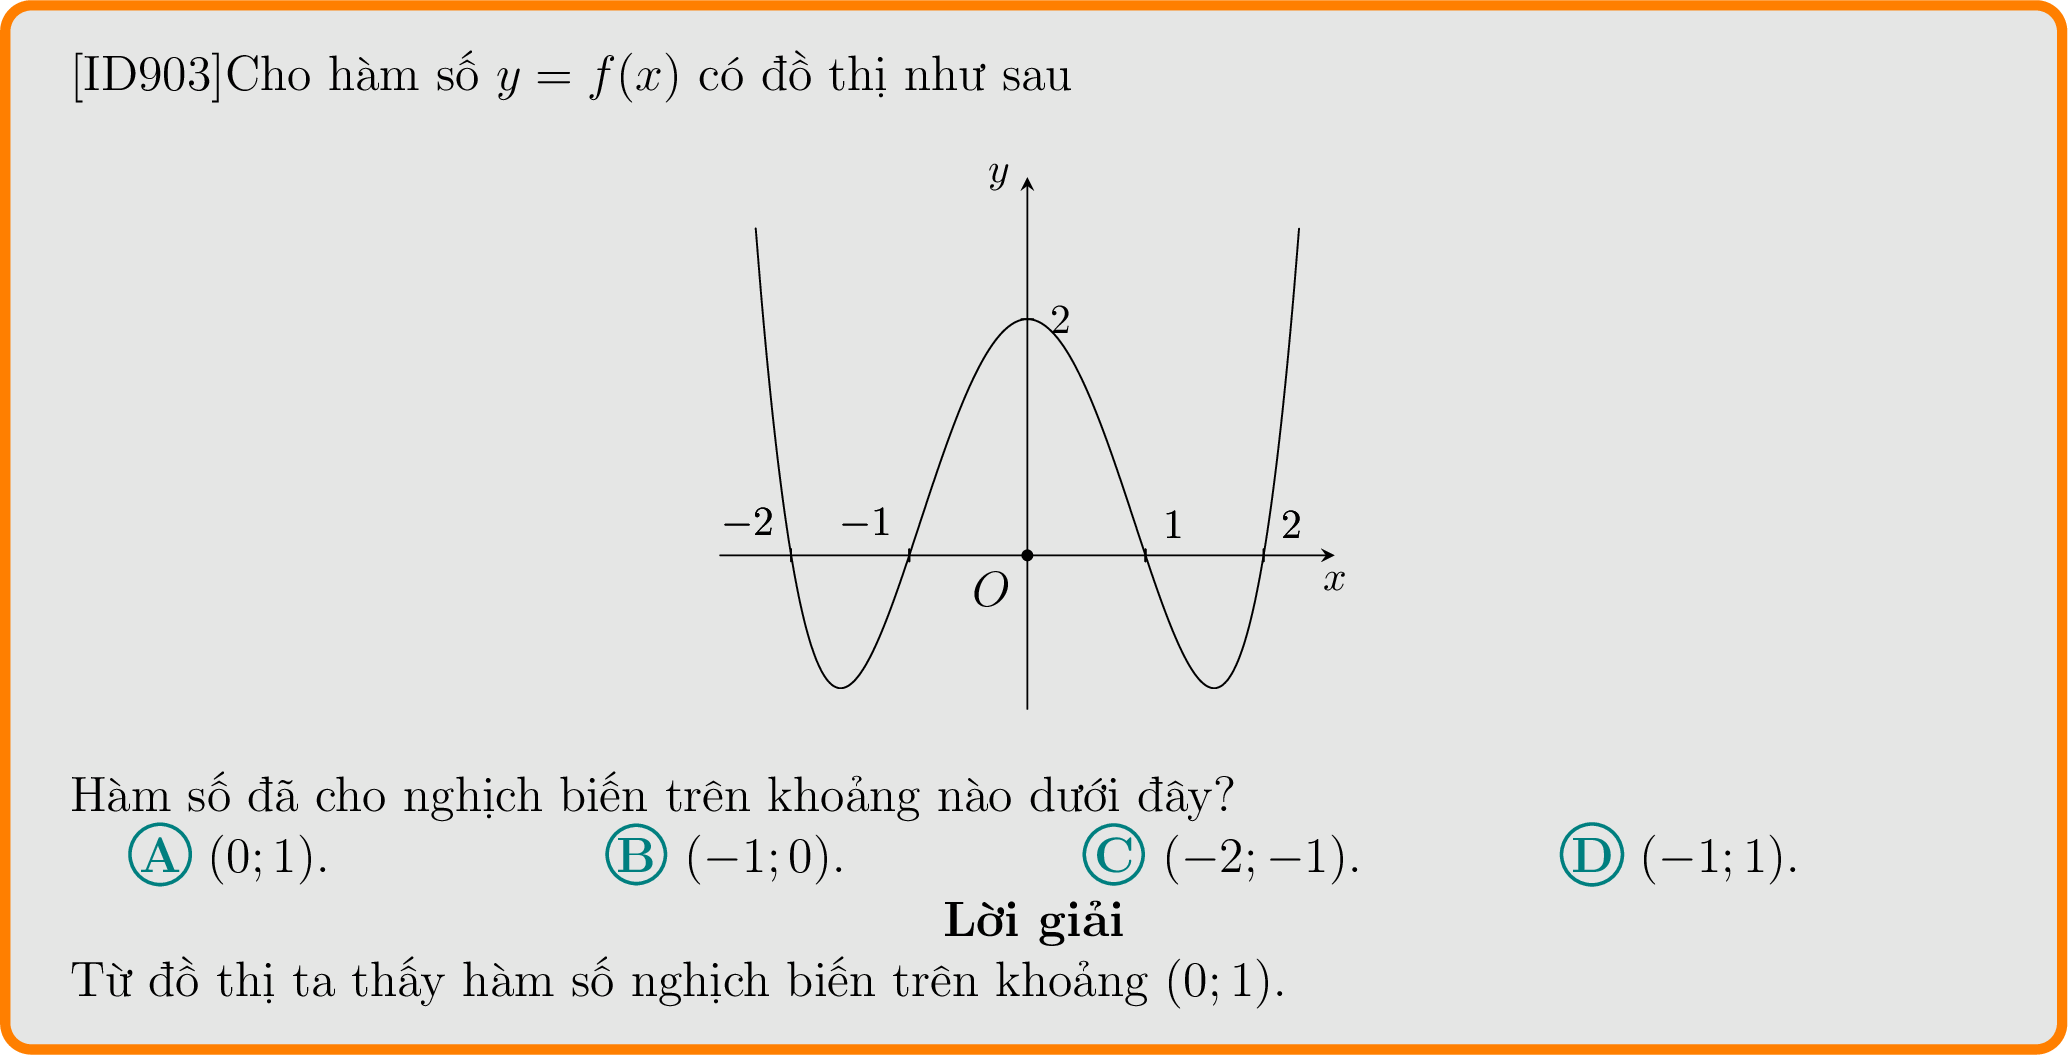 [ID903]Cho hàm số y = f(x) có đồ thị như sau
y
2
−2 −1 1 2
O x
Hàm số đã cho nghịch biến trên khoảng nào dưới đây?
A (0; 1). B (−1; 0). C (−2; −1). D (−1; 1).
Lời giải
Từ đồ thị ta thấy hàm số nghịch biến trên khoảng (0; 1).